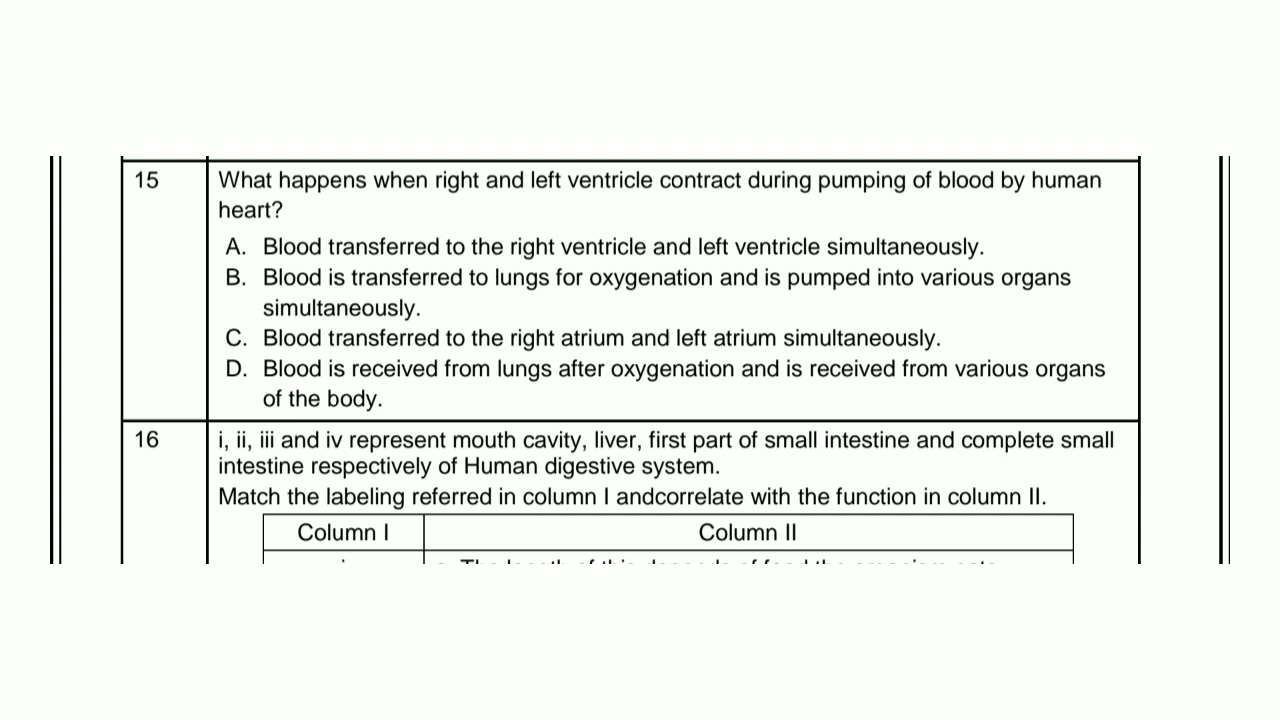 15 What happens when right and left ventricle contract during pumping of blood by human
heart?
A. Blood transferred to the right ventricle and left ventricle simultaneously.
B. Blood is transferred to lungs for oxygenation and is pumped into various organs
simultaneously.
C. Blood transferred to the right atrium and left atrium simultaneously.
D. Blood is received from lungs after oxygenation and is received from various organs
of the body.
16 i, ii, iii and iv represent mouth cavity, liver, first part of small intestine and complete small
intestine respectively of Human digestive system.
Match the labeling referred in column I andcorrelate with the function in column II.
Column I Column II